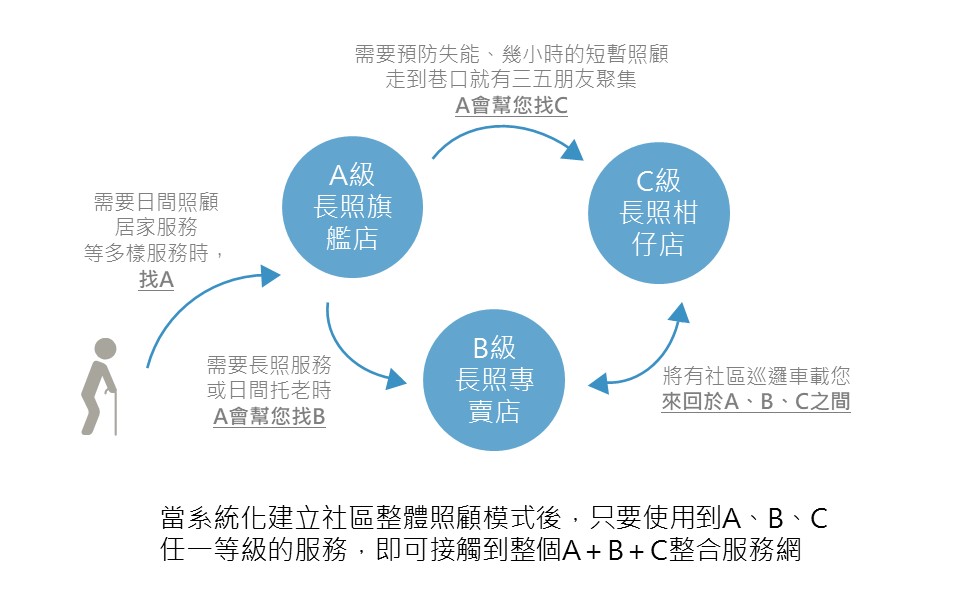 需要預防失能、幾小時的短暫照顧
走到巷口就有三五朋友聚集
A會幫您找C
A級
長照旗
艦店
C級
長照柑
仔店
需要日間照顧
居家服務
等多樣服務時，
找A
B級
長照專
賣店
需要長照服務
或日間托老時
A會幫您找B
將有社區巡邏車載您
來回於A、B、C之間
當系統化建立社區整體照顧模式後，只要使用到A、B、C
任一等級的服務，即可接觸到整個A＋B＋C整合服務網